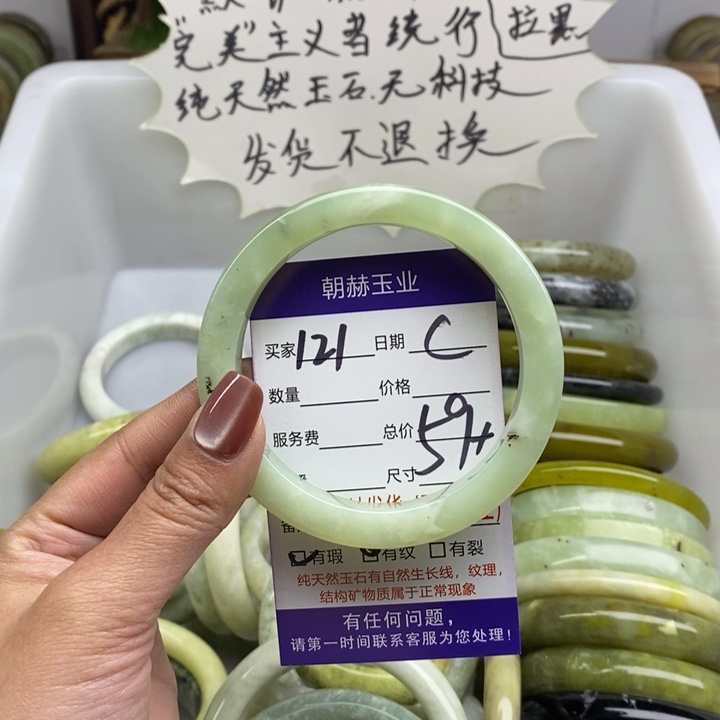 "完美"主义者绕行 拉黑
纯天然玉石.无科技
发货不退换
朝赫玉业
买家 121 日期 C
数量 价格
服务费 总价
尺寸 59+
有瑕 有纹 有裂
纯天然玉石有自然生长线，纹理，
结构矿物质属于正常现象
有任何问题，
请第一时间联系客服为您处理！